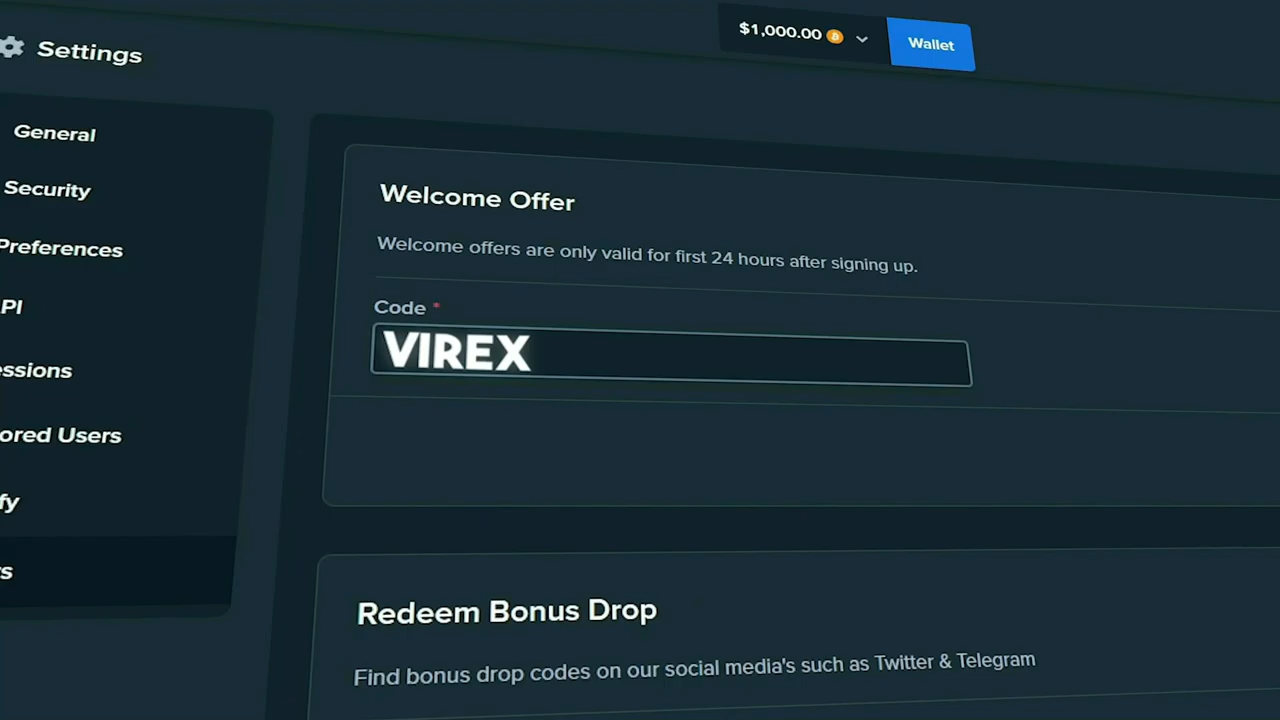 $1,000.00
Wallet
Settings
General
Security
Preferences
PI
essions
ored Users
fy
s
Welcome Offer
Welcome offers are only valid for first 24 hours after signing up.
Code *
VIREX
Redeem Bonus Drop
Find bonus drop codes on our social media's such as Twitter & Telegram